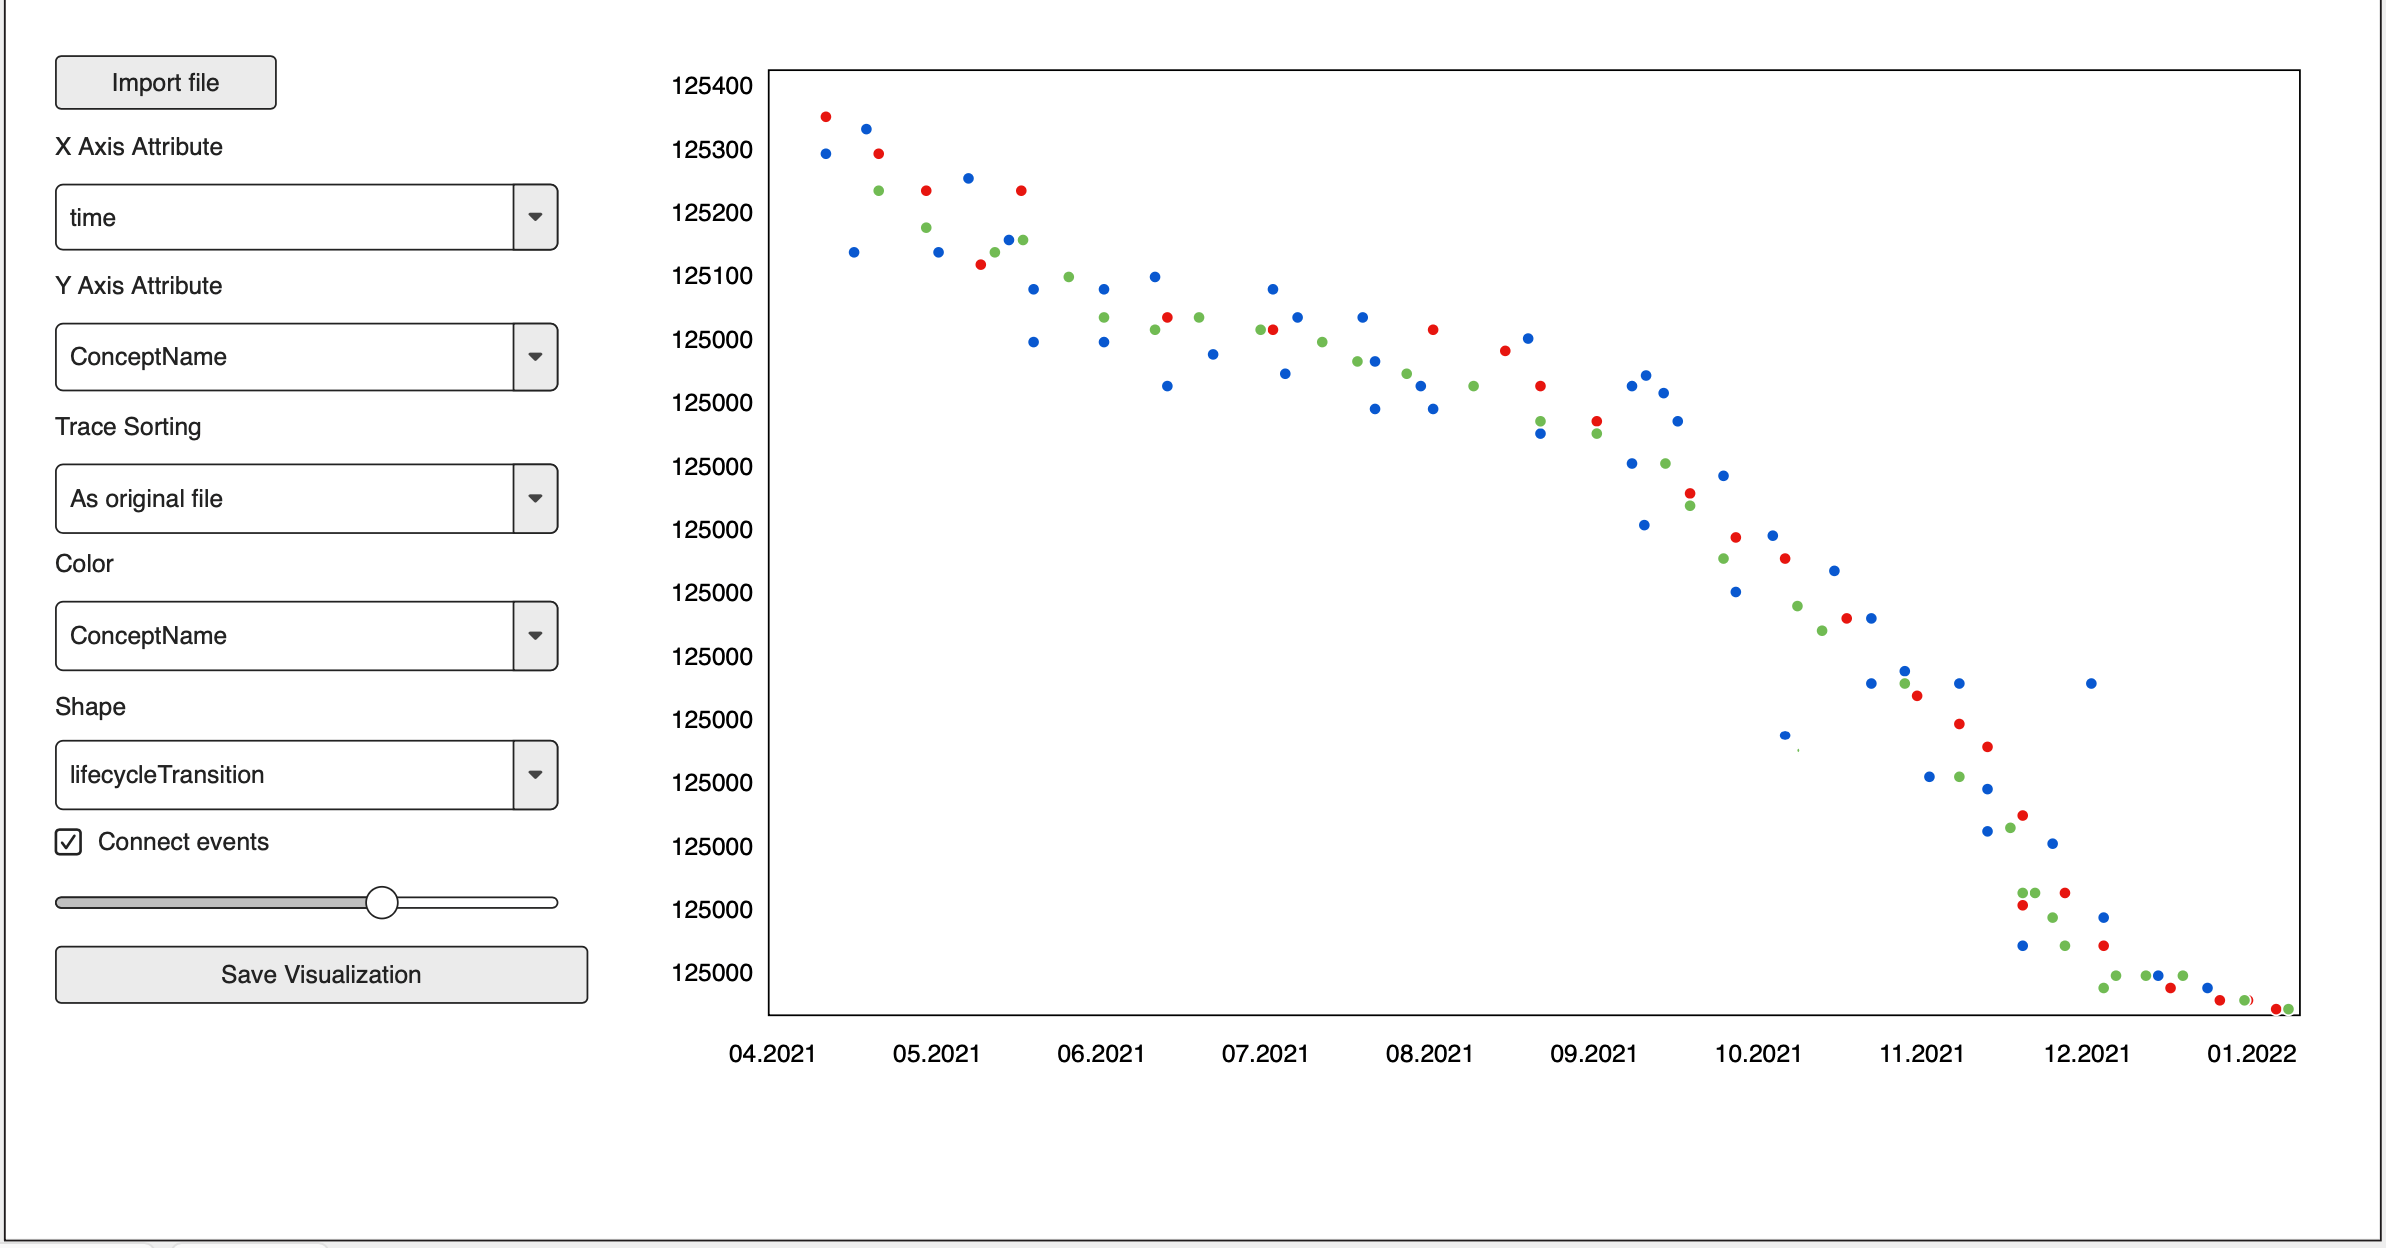 Import file
X Axis Attribute
time
Y Axis Attribute
ConceptName
Trace Sorting
As original file
Color
ConceptName
Shape
lifecycleTransition
Connect events
Save Visualization
125400
125300
125200
125100
125000
125000
125000
125000
125000
125000
125000
125000
125000
125000
125000
04.2021 05.2021 06.2021 07.2021 08.2021 09.2021 10.2021 11.2021 12.2021 01.2022